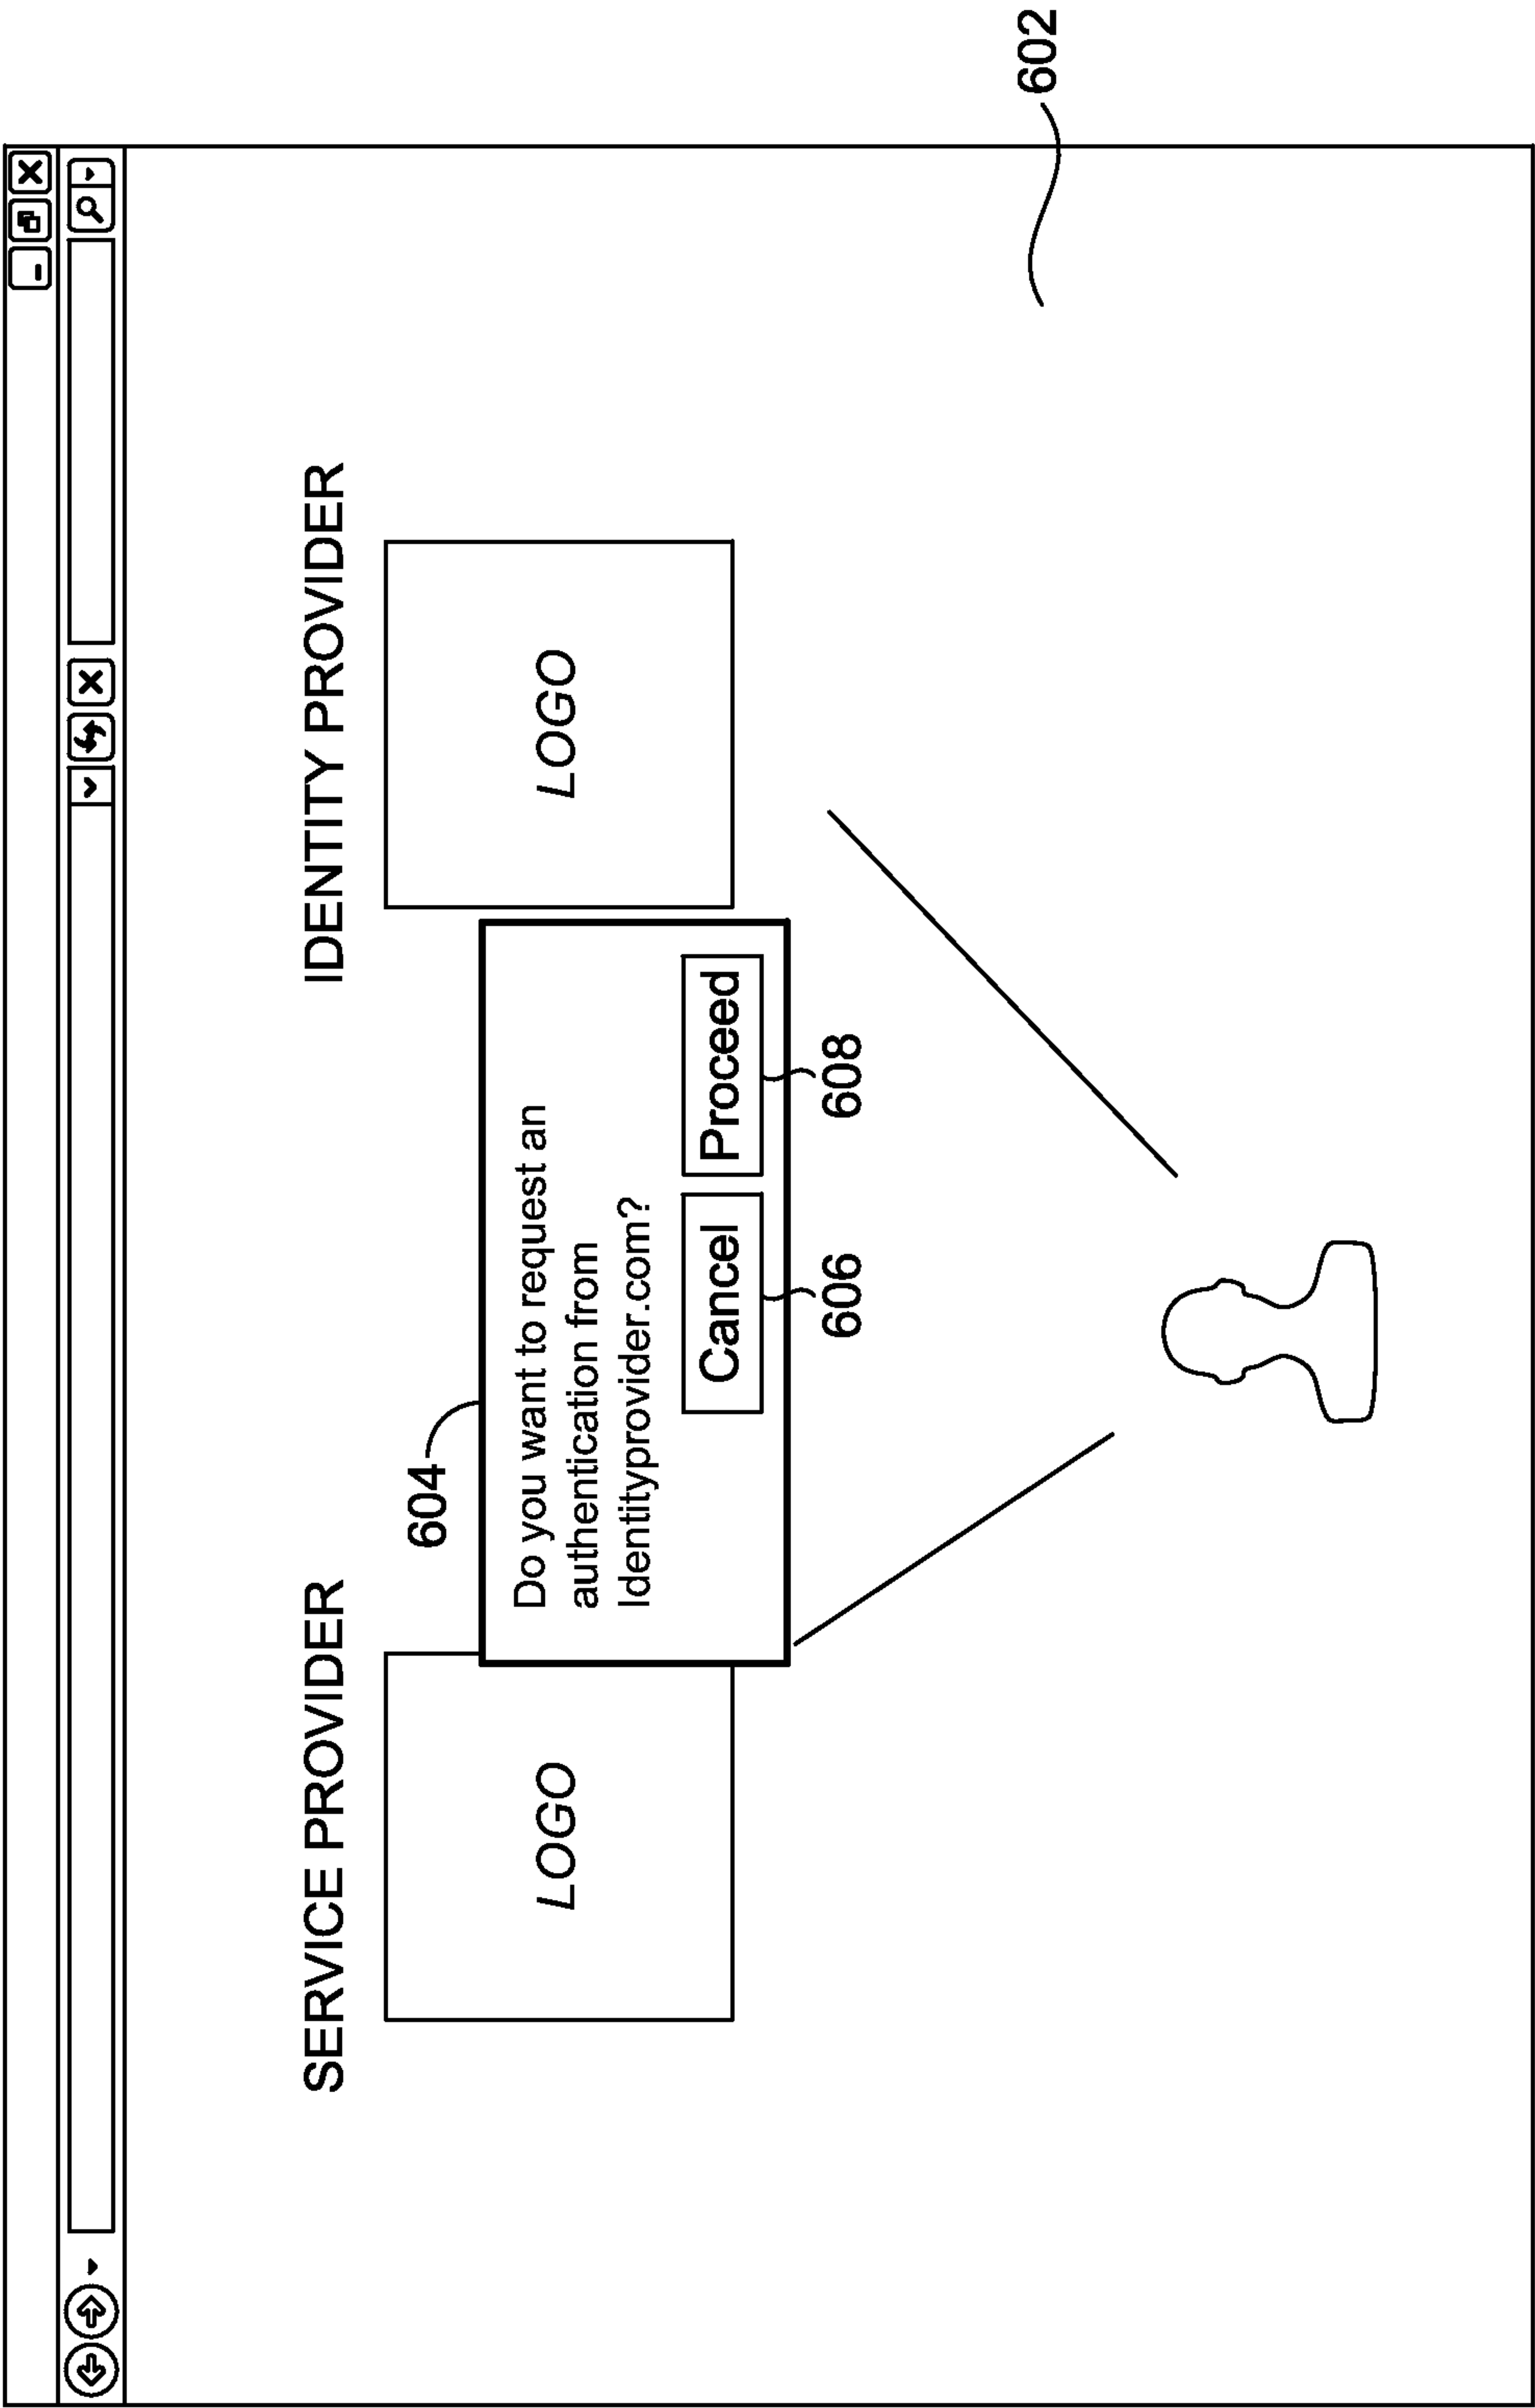 SERVICE PROVIDER
IDENTITY PROVIDER
LOGO
LOGO
604
Do you want to request an
authentication from
Identityprovider.com?
Cancel
Proceed
606
608
602